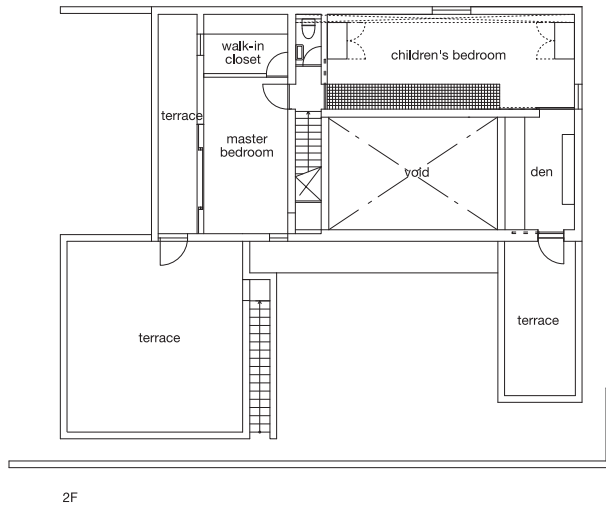 walk-in
closet
children's bedroom
terrace
master
bedroom
void
den
terrace
terrace
2F